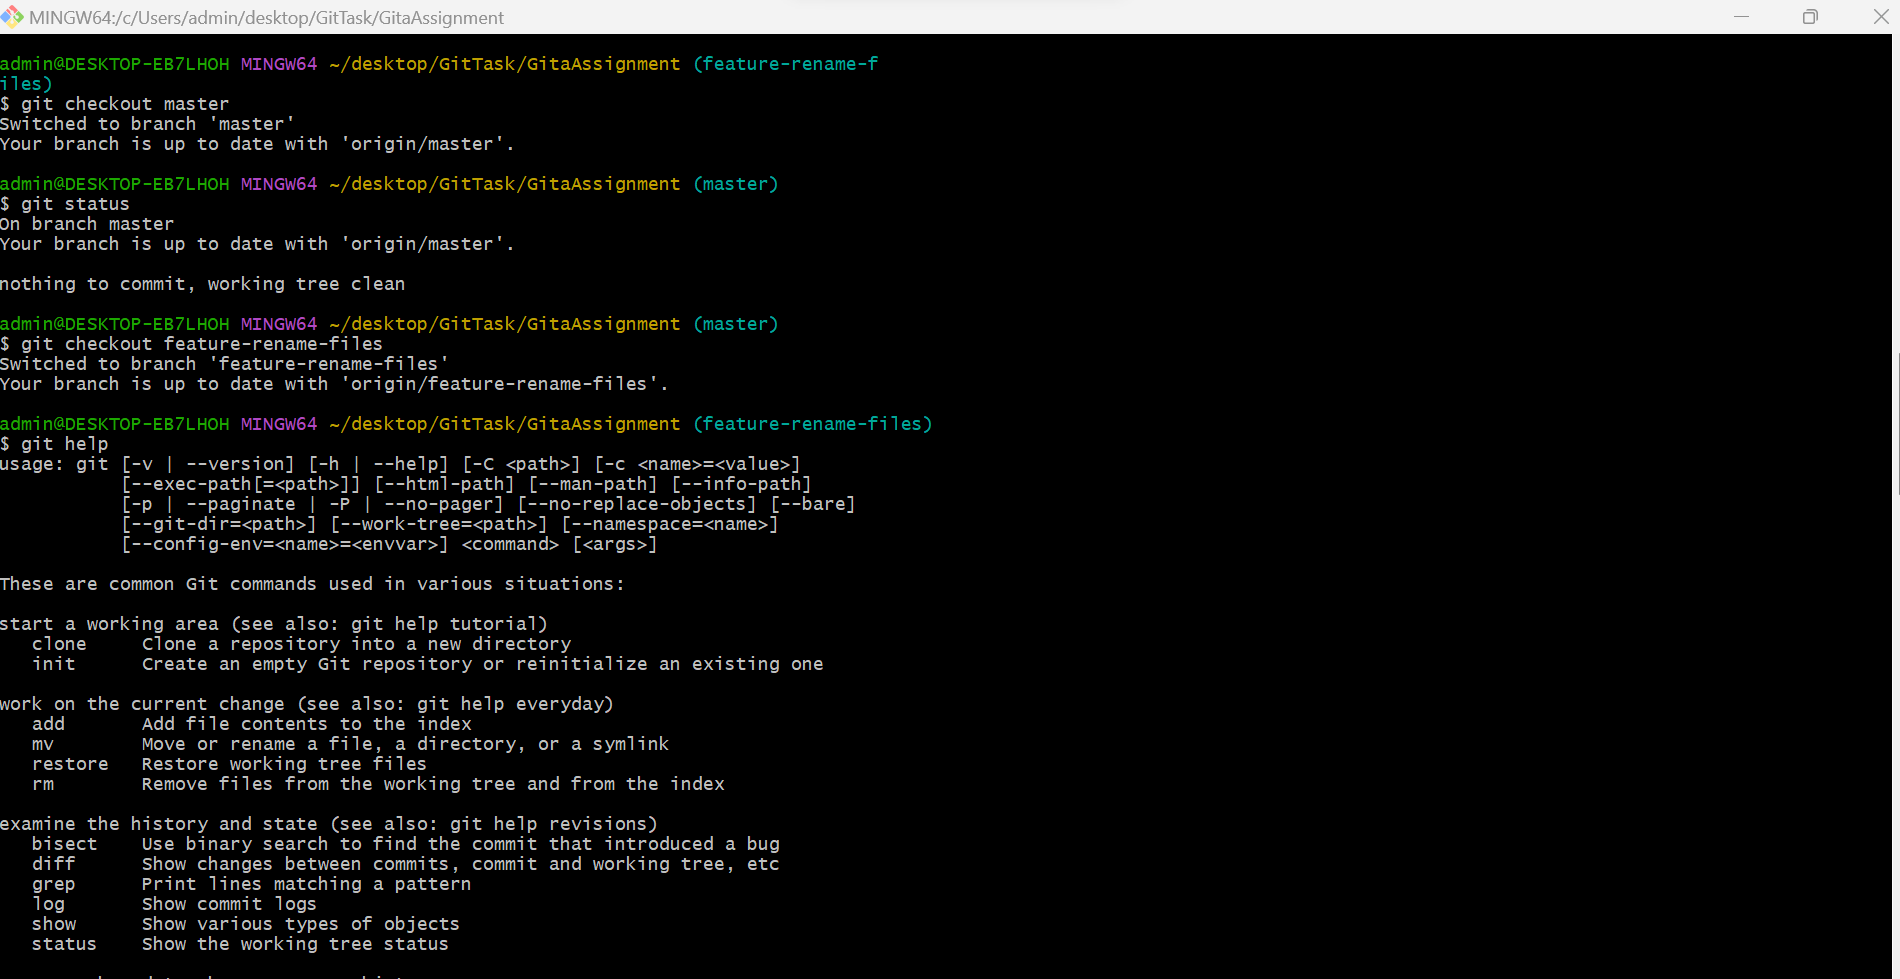 MINGW64:/c/Users/admin/desktop/GitTask/GitaAssignment
admin@DESKTOP-EB7LHOH MINGW64 ~/desktop/GitTask/GitaAssignment (feature-rename-f
iles)
$ git checkout master
Switched to branch 'master'
Your branch is up to date with 'origin/master'.
admin@DESKTOP-EB7LHOH MINGW64 ~/desktop/GitTask/GitaAssignment (master)
$ git status
On branch master
Your branch is up to date with 'origin/master'.
nothing to commit, working tree clean
admin@DESKTOP-EB7LHOH MINGW64 ~/desktop/GitTask/GitaAssignment (master)
$ git checkout feature-rename-files
Switched to branch 'feature-rename-files'
Your branch is up to date with 'origin/feature-rename-files'.
admin@DESKTOP-EB7LHOH MINGW64 ~/desktop/GitTask/GitaAssignment (feature-rename-files)
$ git help
usage: git [-v | --version] [-h | --help] [-C <path>] [-c <name>=<value>]
[--exec-path[=<path>]] [--html-path] [--man-path] [--info-path]
[-p | --paginate | -P | --no-pager] [--no-replace-objects] [--bare]
[--git-dir=<path>] [--work-tree=<path>] [--namespace=<name>]
[--config-env=<name>=<envvar>] <command> [<args>]
These are common Git commands used in various situations:
start a working area (see also: git help tutorial)
clone Clone a repository into a new directory
init Create an empty Git repository or reinitialize an existing one
work on the current change (see also: git help everyday)
add Add file contents to the index
mv Move or rename a file, a directory, or a symlink
restore Restore working tree files
rm Remove files from the working tree and from the index
examine the history and state (see also: git help revisions)
bisect Use binary search to find the commit that introduced a bug
diff Show changes between commits, commit and working tree, etc
grep Print lines matching a pattern
log Show commit logs
show Show various types of objects
status Show the working tree status